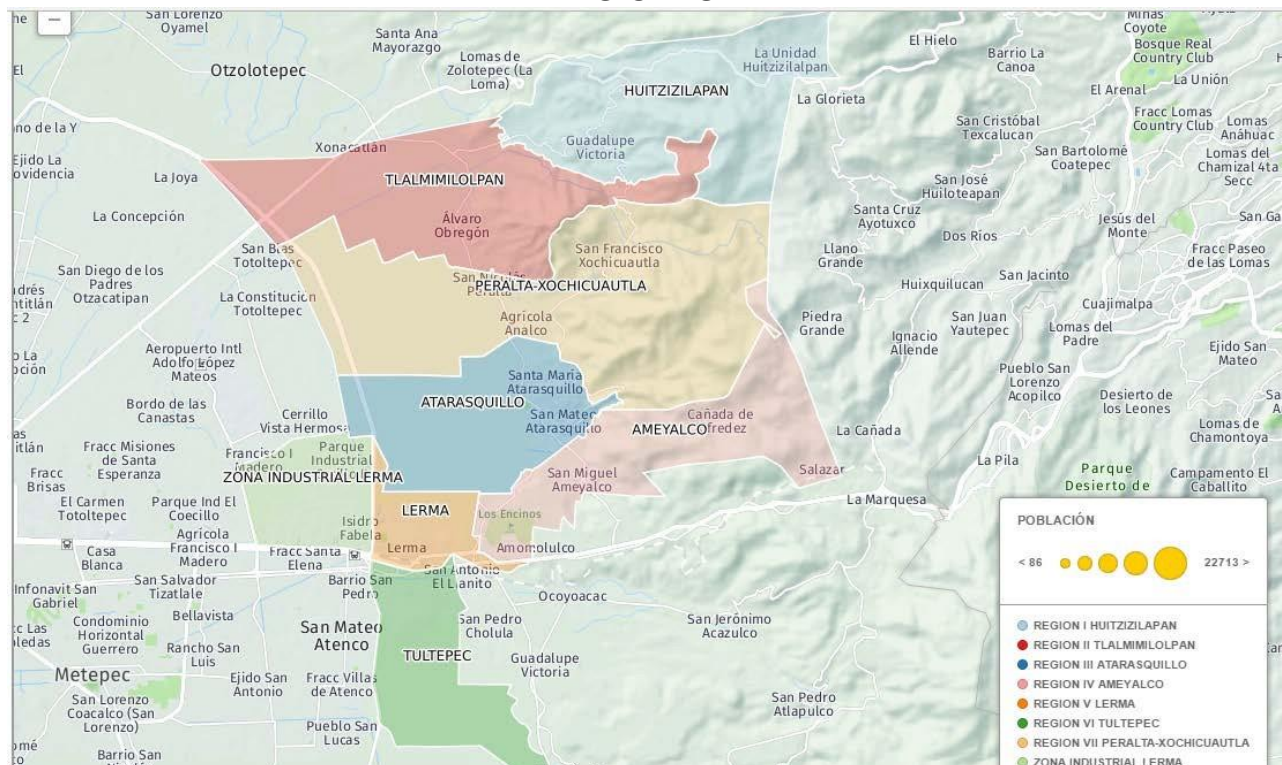 San Lorenzo
Oyamel
Santa Ana
Mayorazgo
Lomas de
Zolotepec (La
Loma)
Otzolotepec
La Unidad
Huitzizilalpan
El Hielo
Barrio La
Canoa
Minas
Coyote
Bosque Real
Country Club
La Unión
El Arenal
HUITZIZILAPAN
La Glorieta
Fracc Lomas
Country Club
Lomas
Anáhuac
San Cristóbal
Texcalucan
San Bartolomé
Coatepec
Lomas del
Chamizal 4ta
Secc
no de la Y
Xonacatlán
Guadalupe
Victoria
Ejido La
ovidencia
La Joya
TLALMIMILOLPAN
San José
Huiloteapan
La Concepción
Álvaro
Obregón
Santa Cruz
Ayotuxco
Dos Ríos
Jesús del
Monte
San Blas
Totoltepec
San Francisco
Xochicuautla
Llano
Grande
Fracc Paseo
de las Lomas
San Diego de los
Padres
Otzacatipan
San Nicolás
Peralta
PERALTA-XOCHICUAUTLA
Huixquilucan
San Jacinto
Cuajimalpa
La Constitución
Totoltepec
Agrícola
Analco
Piedra
Grande
San Juan
Yautepec
Ignacio
Allende
Lomas del
Padre
Ejido San
Mateo
Aeropuerto Intl
Adolfo López
Mateos
Pueblo San
Lorenzo
Acopilco
Santa María
Atarasquillo
ATARASQUILLO
Bordo de las
Canastas
Desierto de
los Leones
Cerrillo
Vista Hermosa
San Mateo
Atarasquillo
AMEYALCO
Cañada de
fredez
La Cañada
Lomas de
Chamontoya
Fracc Misiones
de Santa
Esperanza
Francisco I
Madero
Parque
Industrial
ZONA INDUSTRIAL LERMA
San Miguel
Ameyalco
Salazar
La Pila
Parque
Desierto de
Campamento El
Caballito
Fracc
Brisas
El Carmen
Totoltepec
Parque Ind El
Coecillo
LERMA
Los Encinos
La Marquesa
Isidro
Fabela
Agrícola
Francisco I
Madero
Casa
Blanca
Fracc Santa
Elena
Lerma
Amomolulco
Infonavit San
Gabriel
San Salvador
Tizatlale
Barrio San
Pedro
San Antonio
El Llanito
Ocoyoacac
Bellavista
Condominio
Horizontal
Guerrero
San Mateo
Atenco
San Pedro
Cholula
San Jerónimo
Acazulco
Rancho San
Luis
TULTEPEC
Guadalupe
Victoria
Metepec
Ejido San
Antonio
Fracc Villas
de Atenco
San Pedro
Atlapulco
San Lorenzo
Coacalco (San
Lorenzo)
Pueblo San
Lucas
Barrio San
POBLACIÓN
< 86 22713 >
REGION I HUITZIZILAPAN
REGION II TLALMIMILOLPAN
REGION III ATARASQUILLO
REGION IV AMEYALCO
REGION V LERMA
REGION VI TULTEPEC
REGION VII PERALTA-XOCHICUAUTLA
ZONA INDUSTRIAL LERMA